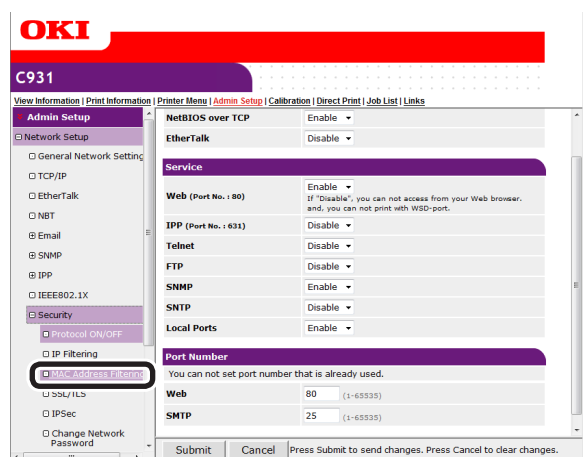 OKI
C931
View Information | Print Information | Printer Menu | Admin Setup | Calibration | Direct Print | Job List | Links
Admin Setup
Network Setup
General Network Setting
TCP/IP
EtherTalk
NBT
Email
SNMP
IPP
IEEE802.1X
Security
Protocol ON/OFF
IP Filtering
MAC Address Filtering
SSL/TLS
IPSec
Change Network
Password
NetBIOS over TCP Enable
EtherTalk Disable
Service
Web (Port No. : 80) Enable
If "Disable", you can not access from your Web browser.
and, you can not print with WSD-port.
IPP (Port No. : 631) Disable
Telnet Disable
FTP Disable
SNMP Enable
SNTP Disable
Local Ports Enable
Port Number
You can not set port number that is already used.
Web 80 (1-65535)
SMTP 25 (1-65535)
Submit Cancel Press Submit to send changes. Press Cancel to clear changes.